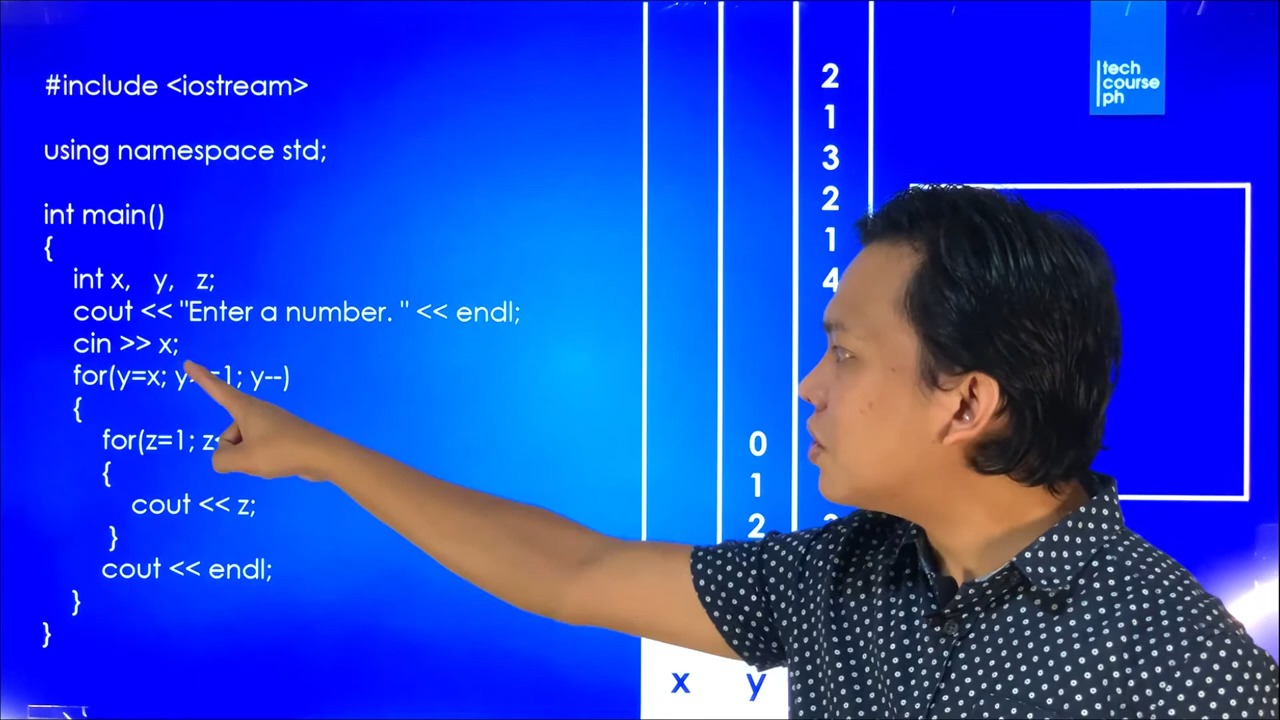 #include <iostream>
using namespace std;
int main()
{
int x, y, z;
cout << "Enter a number. " << endl;
cin >> x;
for(y=x; y>=1; y--)
{
for(z=1; z<
{
cout << z;
}
cout << endl;
}
}
2
1
3
2
1
4
0
1
2
x
y
tech
course
ph